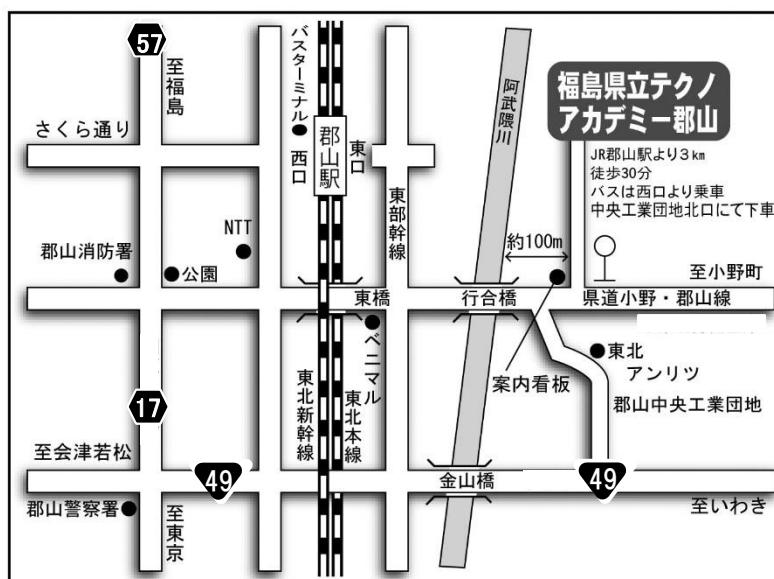 57
至福島
バスターミナル
さくら通り
西口
郡山駅
東口
東部幹線
阿武隈川
福島県立テクノ
アカデミー郡山
JR郡山駅より3㎞
徒歩30分
バスは西口より乗車
中央工業団地北口にて下車
NTT
郡山消防署
公園
約100m
至小野町
東橋
行合橋
県道小野・郡山線
ベニマル
案内看板
東北
アンリツ
郡山中央工業団地
17
東北新幹線
東北本線
至会津若松
49
金山橋
49
郡山警察署
至東京
至いわき